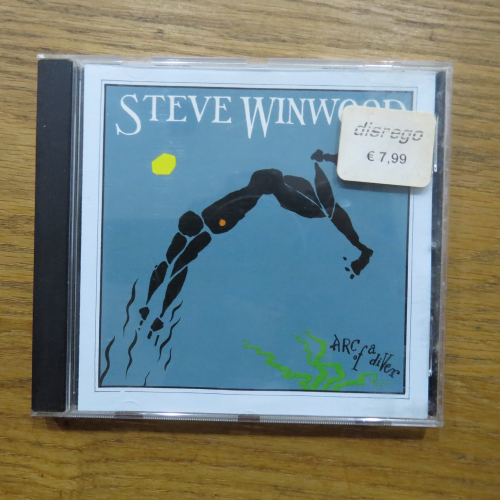 STEVE WINWOOD
disrego
€ 7,99
ARC of a diver